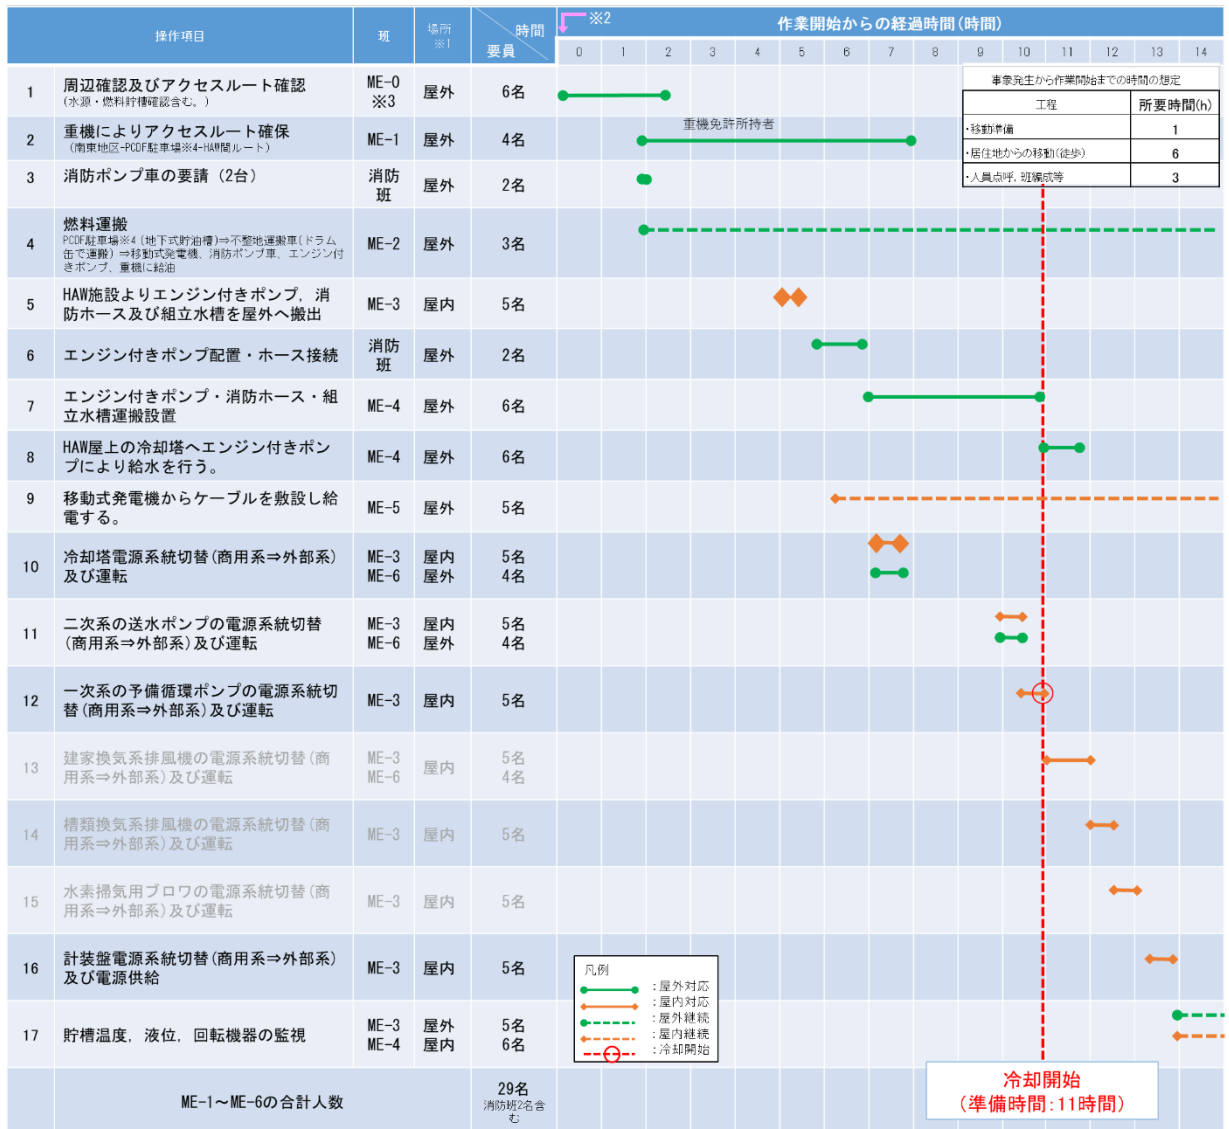 操作項目
班
場所
※1
時間
要員
※2
作業開始からの経過時間(時間)
0 1 2 3 4 5 6 7 8 9 10 11 12 13 14
事象発生から作業開始までの時間の想定
工程 所要時間(h)
・移動準備 1
・居住地からの移動(徒歩) 6
・人員点呼，班編成等 3
1
周辺確認及びアクセスルート確認
(水源・燃料貯槽確認含む。)
ME-0
※3
屋外
6名
2
重機によりアクセスルート確保
(南東地区-PCDF駐車場※4-HAW間ルート)
ME-1
屋外
4名
重機免許所持者
3
消防ポンプ車の要請（2台）
消防
班
屋外
2名
4
燃料運搬
PCDF駐車場※4（地下式貯油槽)⇒不整地運搬車(ドラム
缶で運搬）⇒移動式発電機、消防ポンプ車、エンジン付
きポンプ、重機に給油
ME-2
屋外
3名
5
HAW施設よりエンジン付きポンプ，消
防ホース及び組立水槽を屋外へ搬出
ME-3
屋内
5名
6
エンジン付きポンプ配置・ホース接続
消防
班
屋外
2名
7
エンジン付きポンプ・消防ホース・組
立水槽運搬設置
ME-4
屋外
6名
8
HAW屋上の冷却塔へエンジン付きポン
プにより給水を行う。
ME-4
屋外
6名
9
移動式発電機からケーブルを敷設し給
電する。
ME-5
屋外
5名
10
冷却塔電源系統切替(商用系⇒外部系)
及び運転
ME-3 屋内 5名
ME-6 屋外 4名
11
二次系の送水ポンプの電源系統切替
(商用系⇒外部系)及び運転
ME-3 屋内 5名
ME-6 屋外 4名
12
一次系の予備循環ポンプの電源系統切
替(商用系⇒外部系)及び運転
ME-3
屋内
5名
13
建家換気系排風機の電源系統切替(商
用系⇒外部系)及び運転
ME-3
ME-6
屋内
5名
4名
14
槽類換気系排風機の電源系統切替(商
用系⇒外部系)及び運転
ME-3
屋内
5名
15
水素掃気用ブロワの電源系統切替(商
用系⇒外部系)及び運転
ME-3
屋内
5名
16
計装盤電源系統切替(商用系⇒外部系)
及び電源供給
ME-3
屋内
5名
17
貯槽温度，液位，回転機器の監視
ME-3 屋外 5名
ME-4 屋内 6名
凡例
：屋外対応
：屋内対応
：屋外継続
：屋内継続
：冷却開始
ME-1～ME-6の合計人数
29名
消防班2名含
む
冷却開始
(準備時間:11時間)